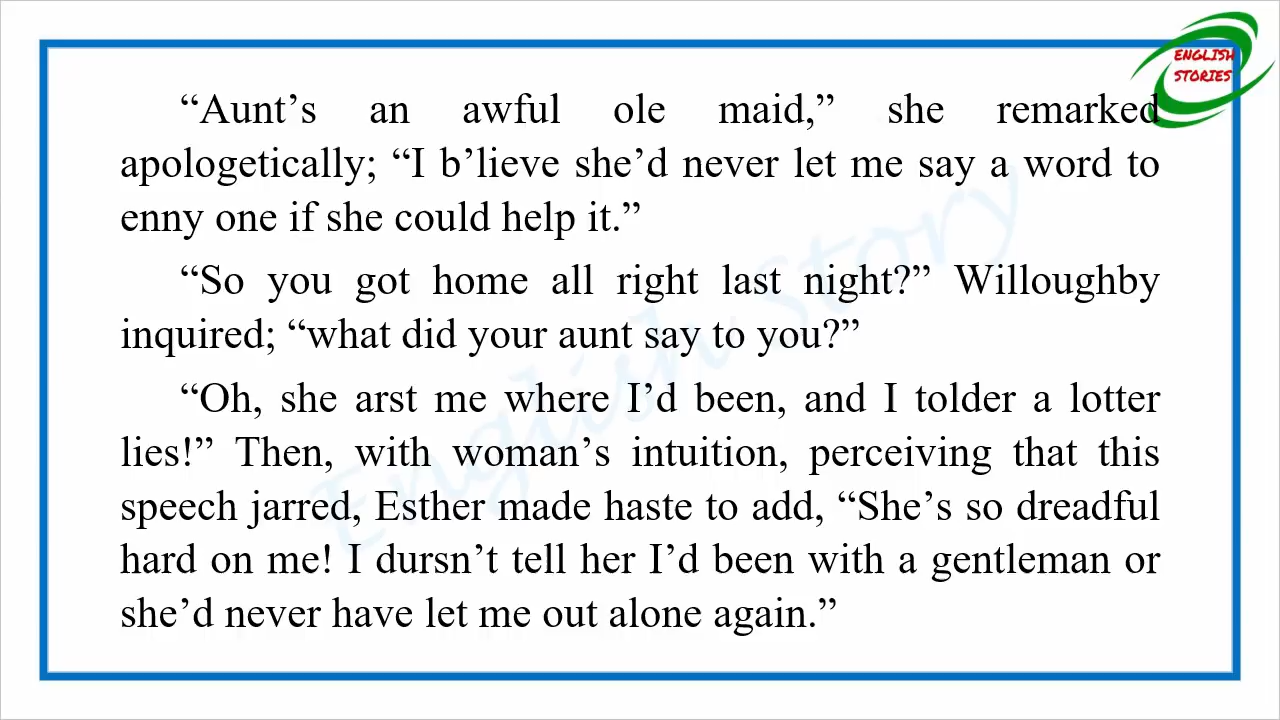 ENGLISH
STORIES
“Aunt’s an awful ole maid,” she remarked
apologetically; “I b’lieve she’d never let me say a word to
enny one if she could help it.”
“So you got home all right last night?” Willoughby
inquired; “what did your aunt say to you?”
“Oh, she arst me where I’d been, and I tolder a lotter
lies!” Then, with woman’s intuition, perceiving that this
speech jarred, Esther made haste to add, “She’s so dreadful
hard on me! I dursn’t tell her I’d been with a gentleman or
she’d never have let me out alone again.”
English Story